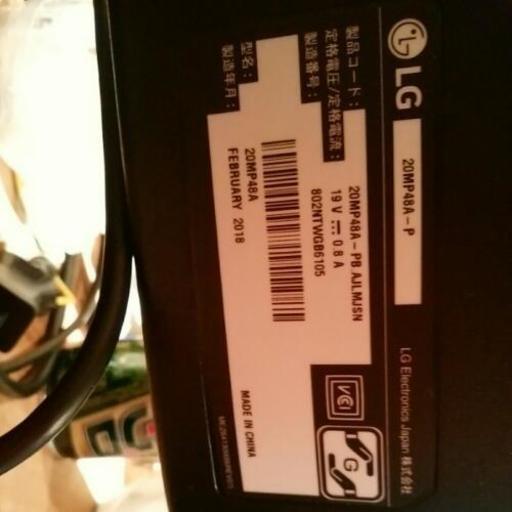 LG
20MP48A-P
LG Electronics Japan 株式会社
製品コード: 20MP48A-PB AJLMJSN
定格電圧/定格電流: 19 V ⎓ 0.8 A
製造番号: 802NTWGB6105
型名: 20MP48A
製造年月: FEBRUARY 2018
MADE IN CHINA
VCI
G